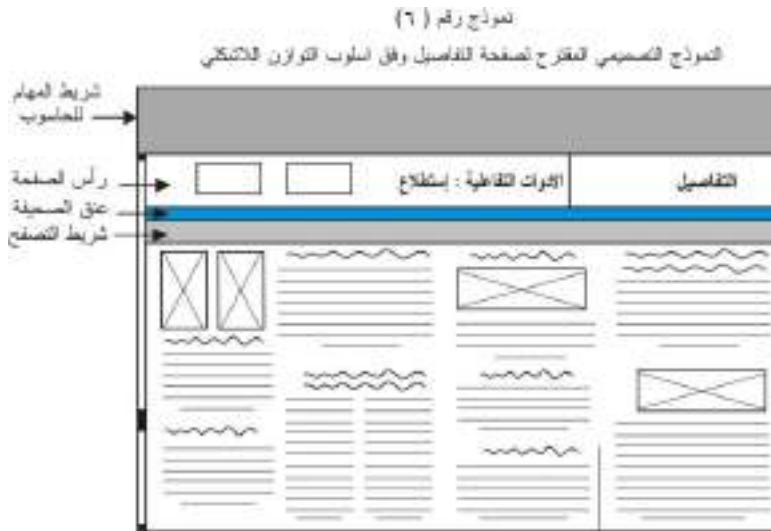 نموذج رقم ( ٦ )
النموذج التصميمي المقترح لصفحة التفاصيل وفق اسلوب التوازن اللاشكلي
شريط المهام
للحاسوب
رأس الصفحة
عنق الصحيفة
شريط التصفح
التفاصيل
الادوات التفاعلية : إستطلاع